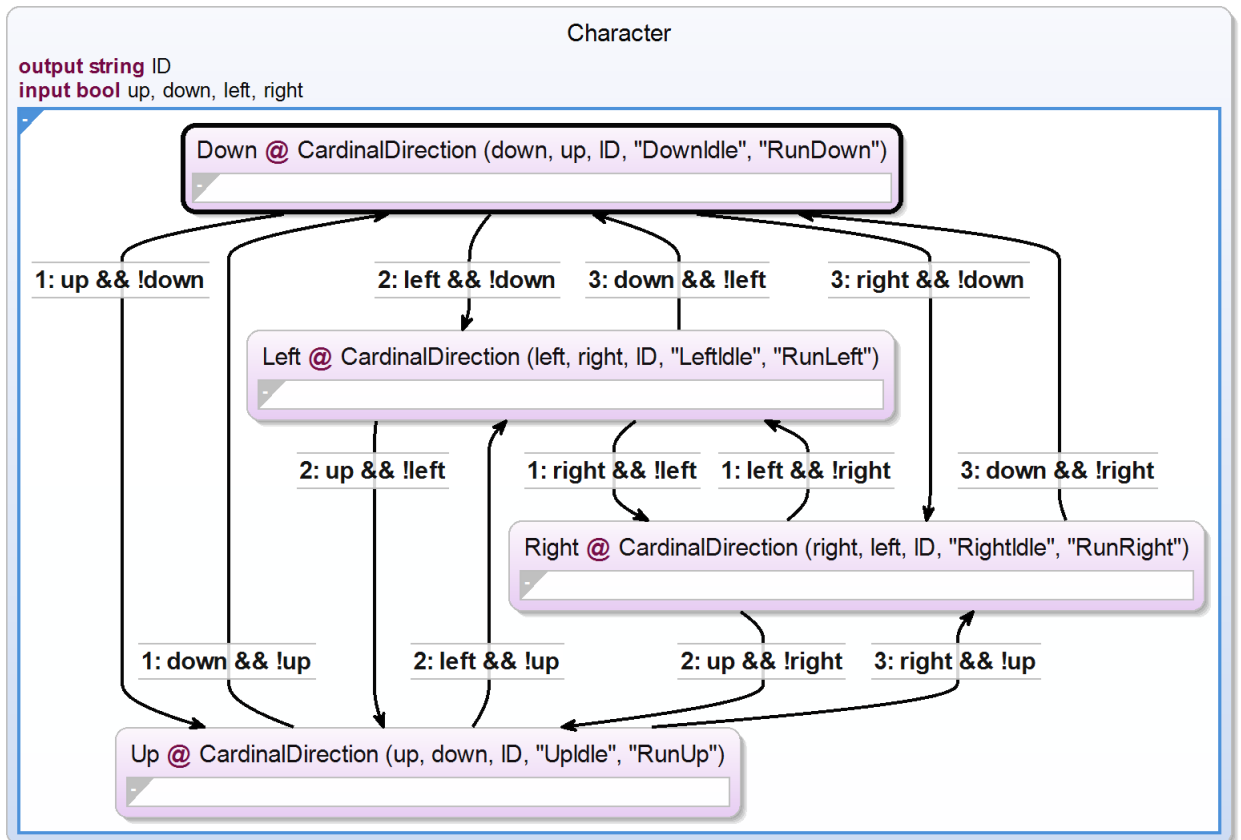 Character
output string ID
input bool up, down, left, right
-
Down @ CardinalDirection (down, up, ID, "DownIdle", "RunDown")
-
1: up && !down
2: left && !down
3: down && !left
3: right && !down
Left @ CardinalDirection (left, right, ID, "LeftIdle", "RunLeft")
-
2: up && !left
1: right && !left
1: left && !right
3: down && !right
Right @ CardinalDirection (right, left, ID, "RightIdle", "RunRight")
-
1: down && !up
2: left && !up
2: up && !right
3: right && !up
Up @ CardinalDirection (up, down, ID, "UpIdle", "RunUp")
-